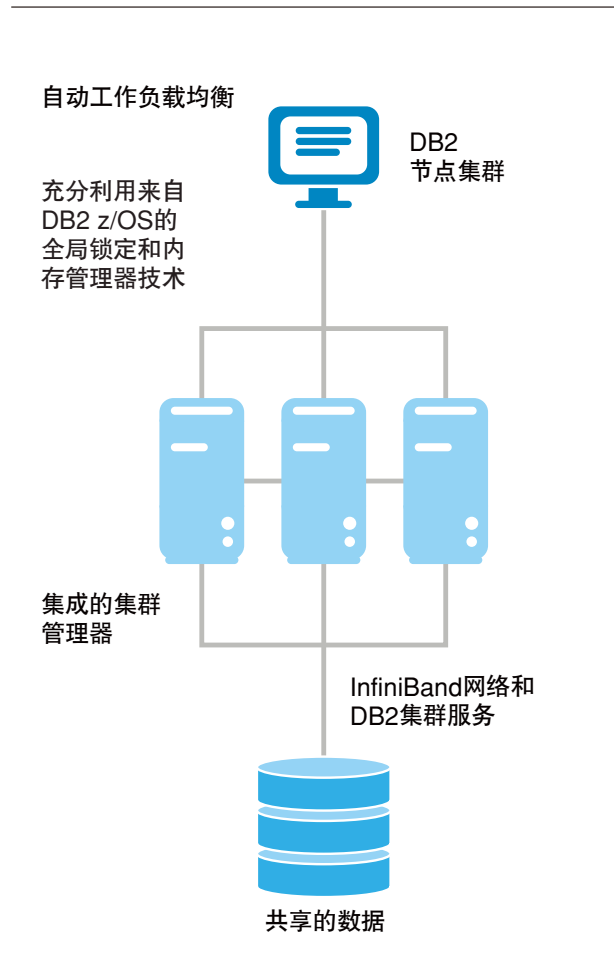 自动工作负载均衡
DB2
节点集群
充分利用来自
DB2 z/OS的
全局锁定和内
存管理器技术
集成的集群
管理器
InfiniBand网络和
DB2集群服务
共享的数据